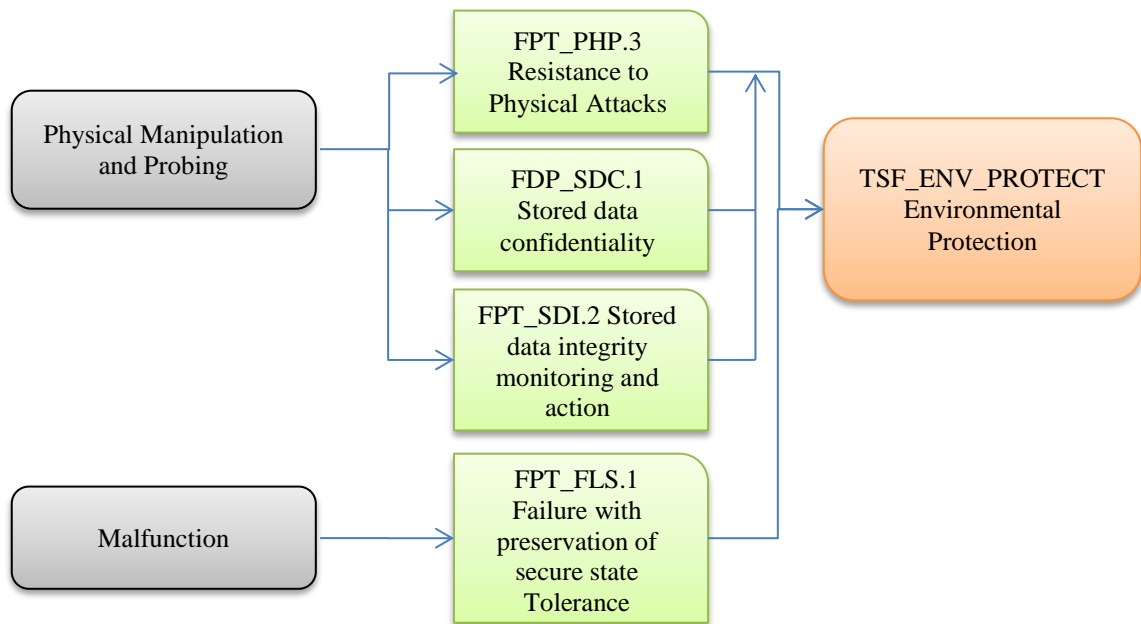 Physical Manipulation
and Probing
Malfunction
FPT_PHP.3
Resistance to
Physical Attacks
FDP_SDC.1
Stored data
confidentiality
FPT_SDI.2 Stored
data integrity
monitoring and
action
FPT_FLS.1
Failure with
preservation of
secure state
Tolerance
TSF_ENV_PROTECT
Environmental
Protection